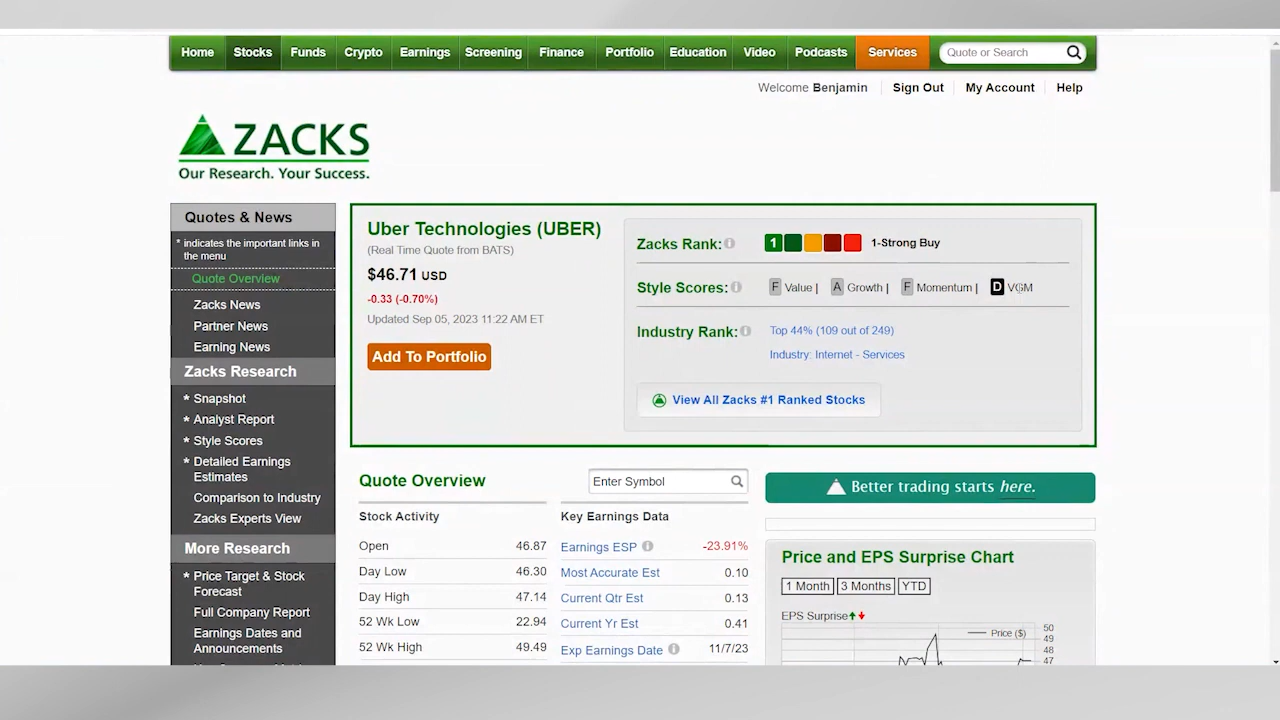 Home Stocks Funds Crypto Earnings Screening Finance Portfolio Education Video Podcasts Services Quote or Search
Welcome Benjamin Sign Out My Account Help
ZACKS
Our Research. Your Success.
Quotes & News
* indicates the important links in
the menu
Quote Overview
Zacks News
Partner News
Earning News
Zacks Research
* Snapshot
* Analyst Report
* Style Scores
* Detailed Earnings
Estimates
Comparison to Industry
Zacks Experts View
More Research
* Price Target & Stock
Forecast
Full Company Report
Earnings Dates and
Announcements
Uber Technologies (UBER)
(Real Time Quote from BATS)
$46.71 USD
-0.33 (-0.70%)
Updated Sep 05, 2023 11:22 AM ET
Add To Portfolio
Zacks Rank: 1 1-Strong Buy
Style Scores: F Value | A Growth | F Momentum | D VGM
Industry Rank: Top 44% (109 out of 249)
Industry: Internet - Services
View All Zacks #1 Ranked Stocks
Quote Overview
Enter Symbol
Stock Activity
Open 46.87
Day Low 46.30
Day High 47.14
52 Wk Low 22.94
52 Wk High 49.49
Key Earnings Data
Earnings ESP -23.91%
Most Accurate Est 0.10
Current Qtr Est 0.13
Current Yr Est 0.41
Exp Earnings Date 11/7/23
Better trading starts here.
Price and EPS Surprise Chart
1 Month 3 Months YTD
EPS Surprise
Price ($)
50
49
48
47